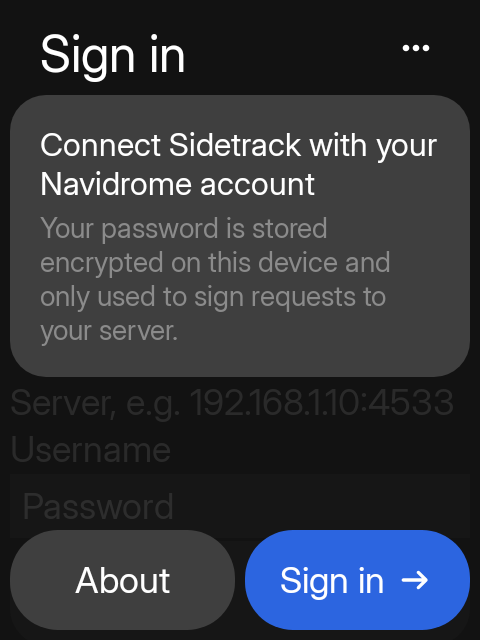 Sign in
Connect Sidetrack with your
Navidrome account
Your password is stored
encrypted on this device and
only used to sign requests to
your server.
Server, e.g. 192.168.1.10:4533
Username
Password
About
Sign in →